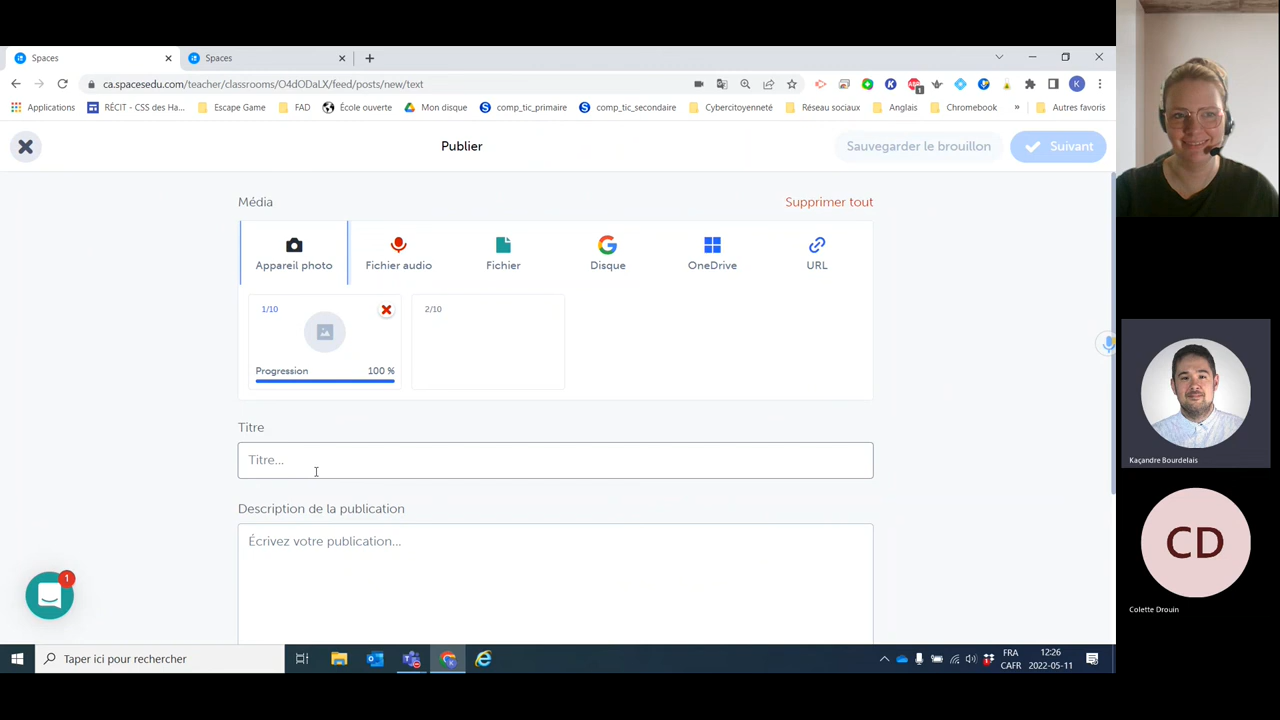 Spaces
Spaces
ca.spacesedu.com/teacher/classrooms/O4dODaLX/feed/posts/new/text
Applications
RÉCIT - CSS des Ha...
Escape Game
FAD
École ouverte
Mon disque
comp_tic_primaire
comp_tic_secondaire
Cybercitoyenneté
Réseau sociaux
Anglais
Chromebook
»
Autres favoris
Publier
Sauvegarder le brouillon
Suivant
Média
Supprimer tout
Appareil photo
Fichier audio
Fichier
Disque
OneDrive
URL
1/10
2/10
Progression 100 %
Titre
Titre...
Description de la publication
Écrivez votre publication...
1
Taper ici pour rechercher
FRA
CAFR
12:26
2022-05-11
Kaçandre Bourdelais
CD
Colette Drouin